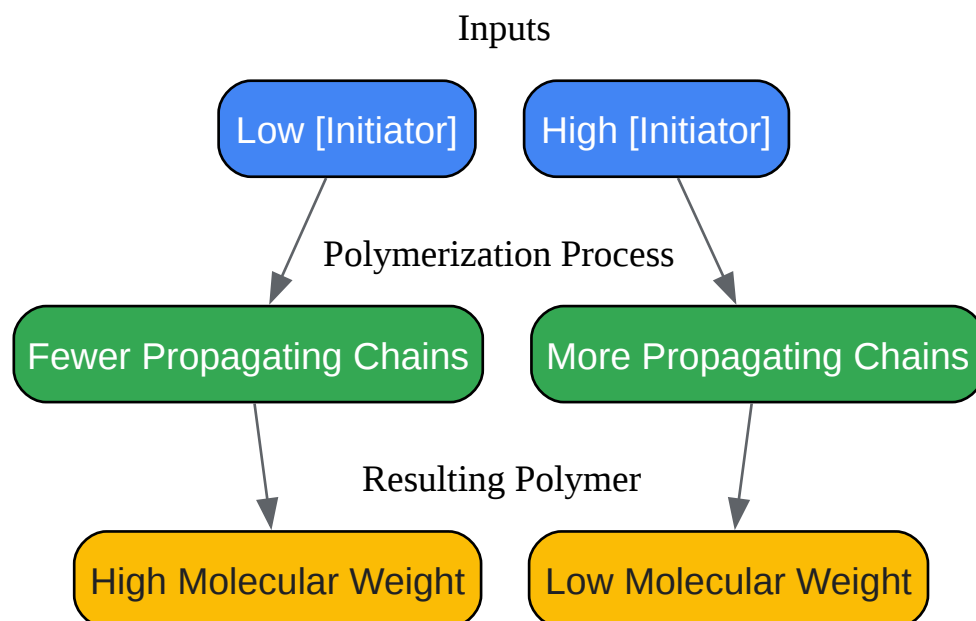 Inputs
Low [Initiator]
High [Initiator]
Polymerization Process
Fewer Propagating Chains
More Propagating Chains
Resulting Polymer
High Molecular Weight
Low Molecular Weight